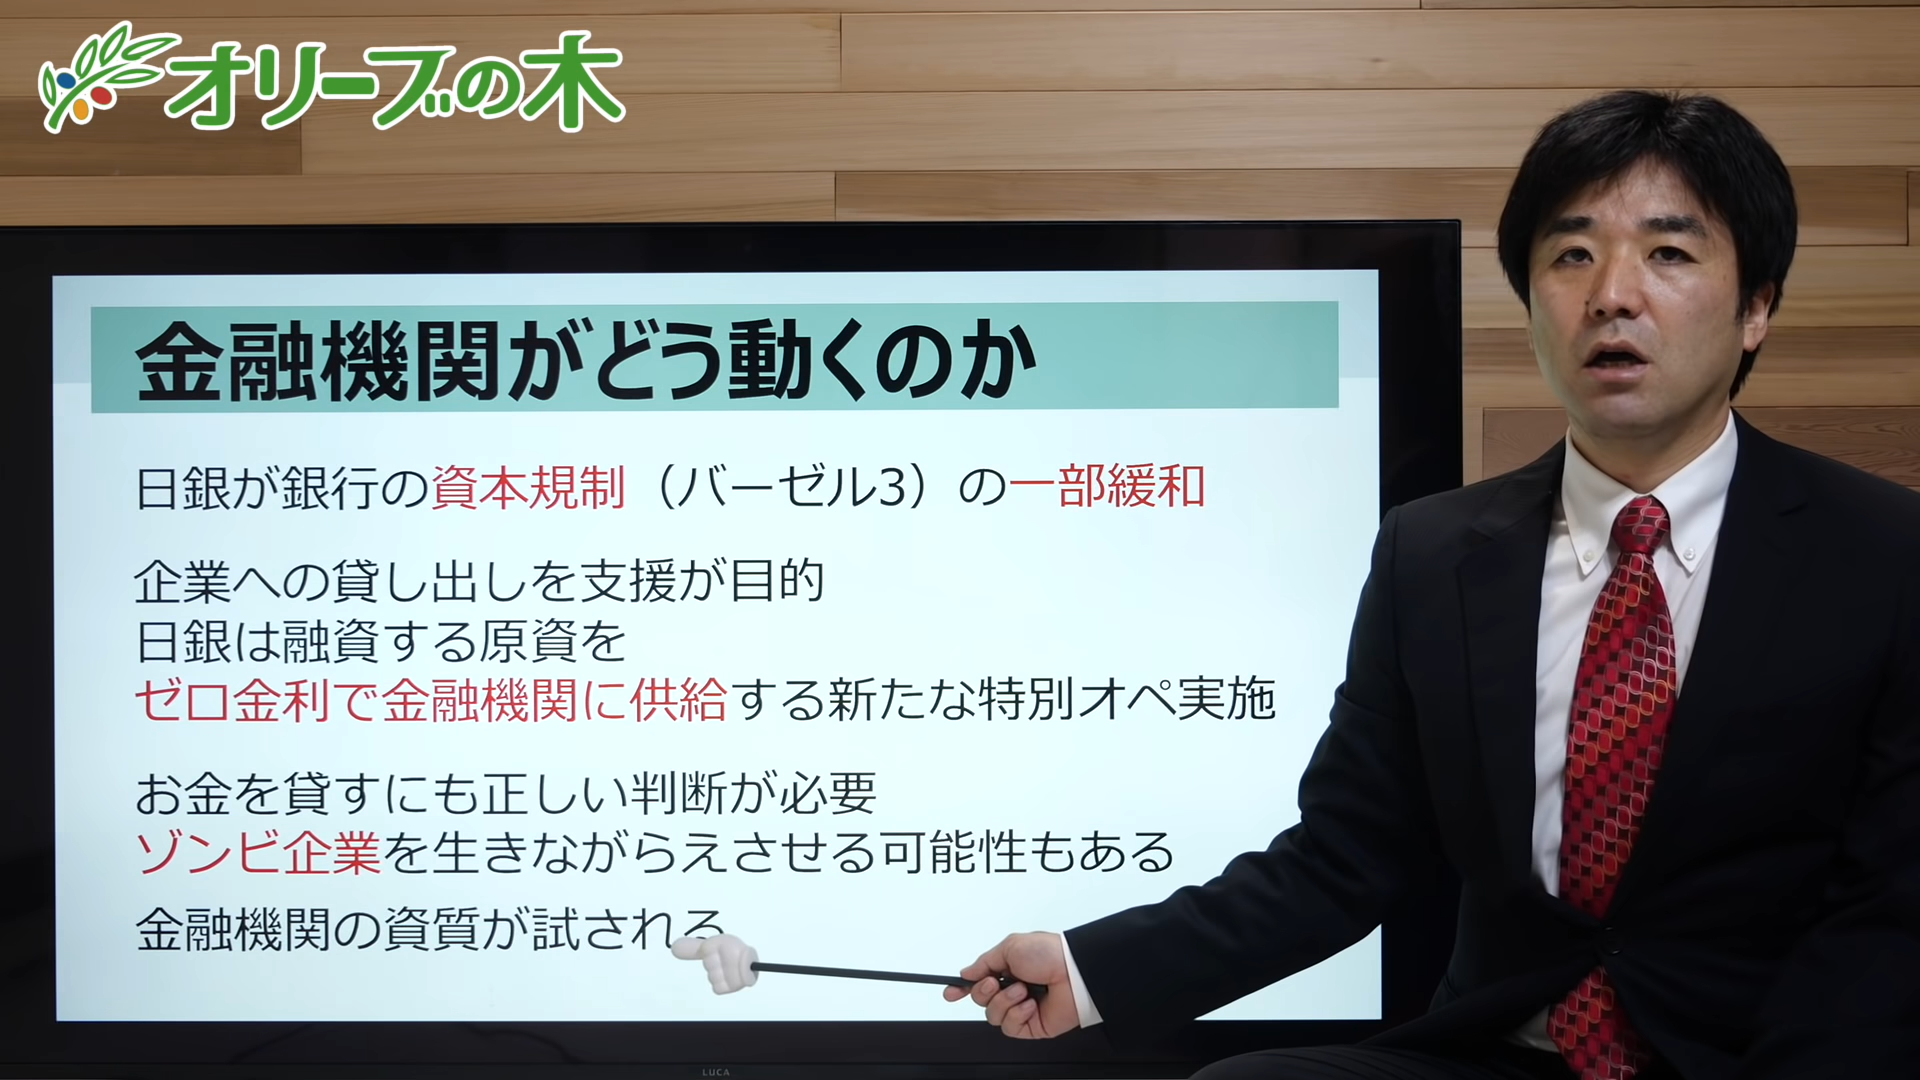 オリーブの木
金融機関がどう動くのか
日銀が銀行の資本規制（バーゼル3）の一部緩和
企業への貸し出しを支援が目的
日銀は融資する原資を
ゼロ金利で金融機関に供給する新たな特別オペ実施
お金を貸すにも正しい判断が必要
ゾンビ企業を生きながらえさせる可能性もある
金融機関の資質が試される
LUCA